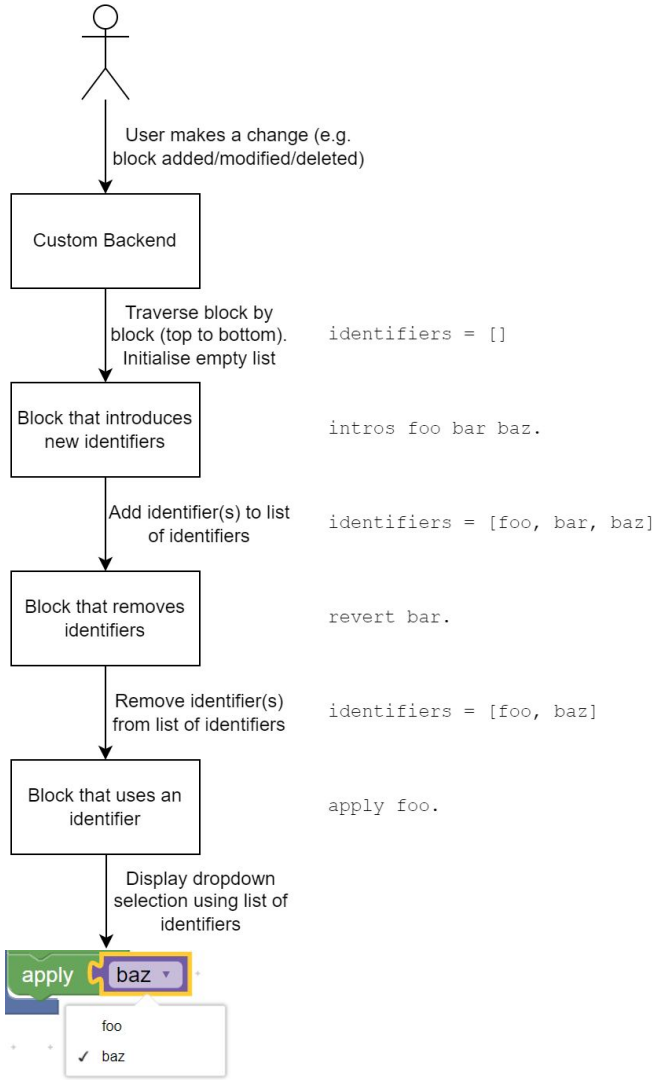 User makes a change (e.g.
block added/modified/deleted)
Custom Backend
Traverse block by
block (top to bottom).
Initialise empty list
identifiers = []
Block that introduces
new identifiers
intros foo bar baz.
Add identifier(s) to list
of identifiers
identifiers = [foo, bar, baz]
Block that removes
identifiers
revert bar.
Remove identifier(s)
from list of identifiers
identifiers = [foo, baz]
Block that uses an
identifier
apply foo.
Display dropdown
selection using list of
identifiers
apply baz
foo
✓ baz